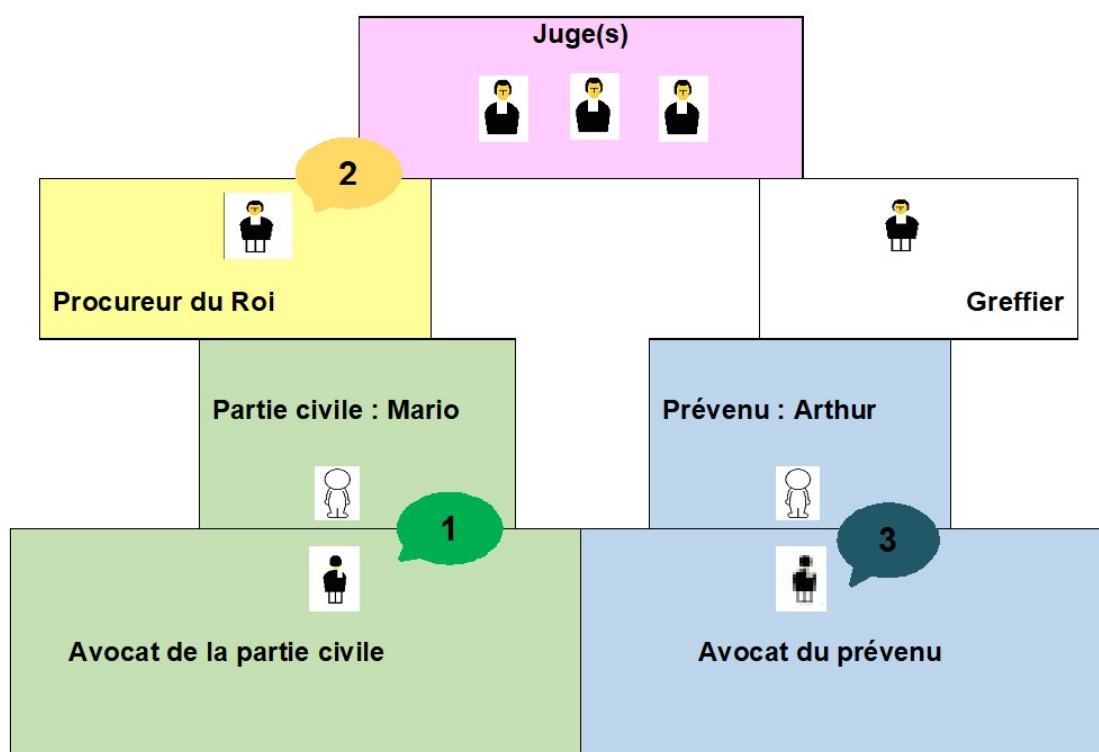 Juge(s)
2
Procureur du Roi
Greffier
Partie civile : Mario
Prévenu : Arthur
1
3
Avocat de la partie civile
Avocat du prévenu